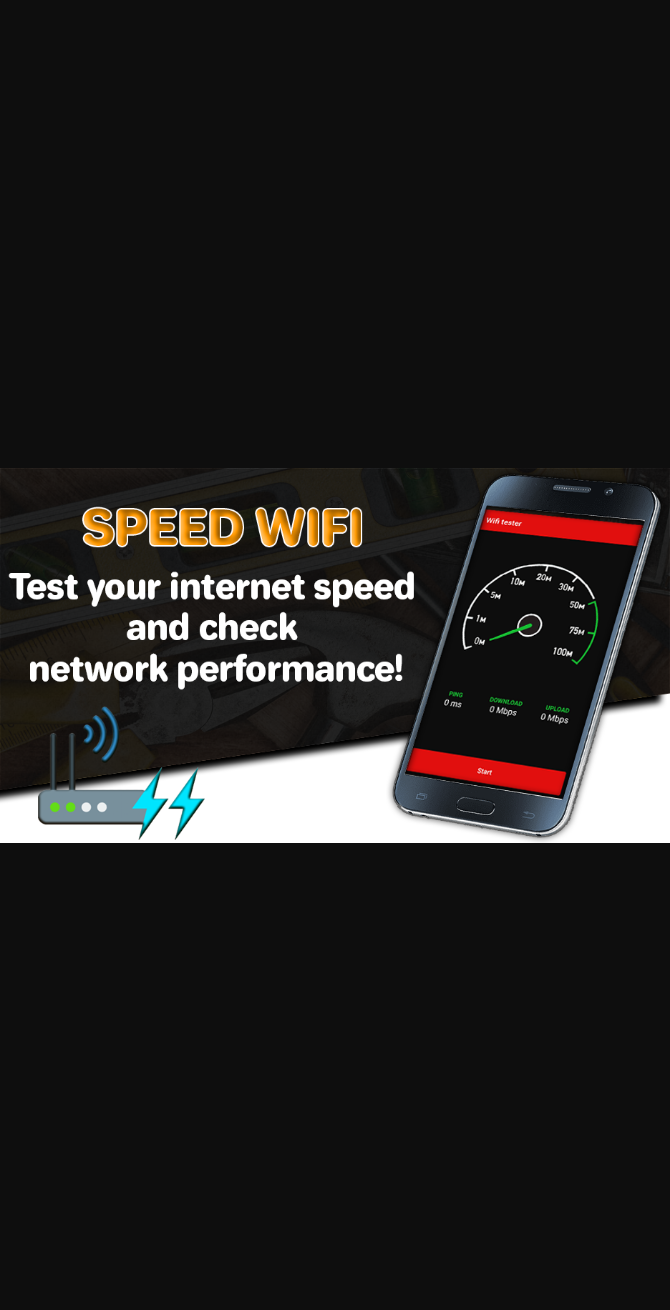 SPEED WIFI
Test your internet speed
and check
network performance!
Wifi tester
0M
1M
5M
10M
20M
30M
50M
75M
100M
PING
0 ms
DOWNLOAD
0 Mbps
UPLOAD
0 Mbps
Start